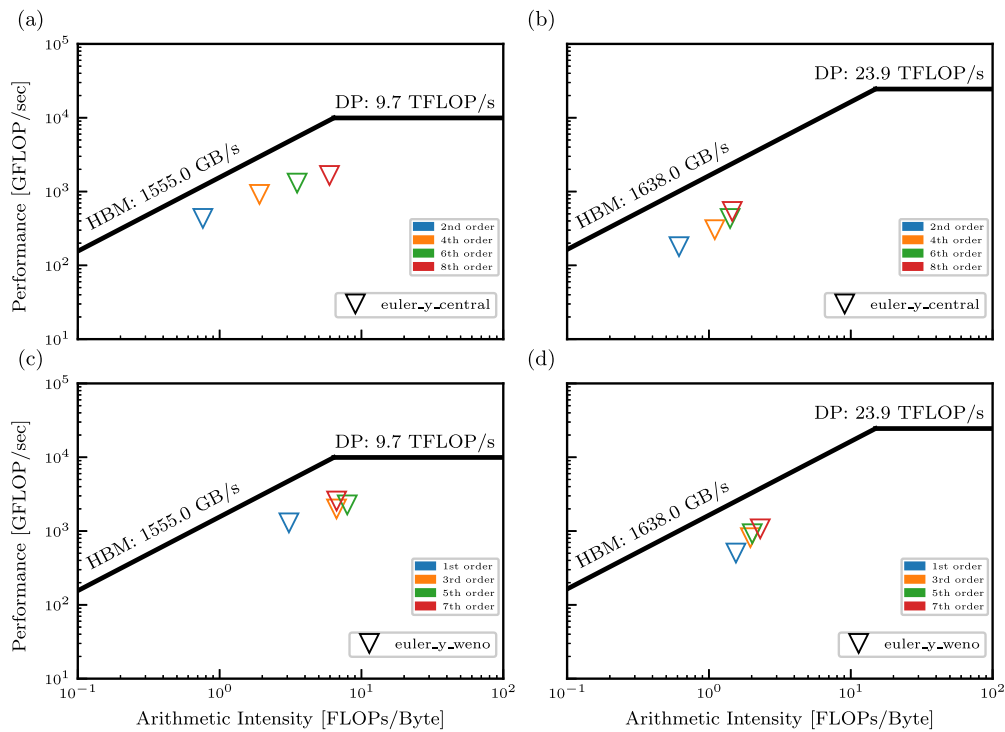 (a)
(b)
10^5
10^4
10^3
10^2
10^1
Performance [GFLOP/sec]
HBM: 1555.0 GB/s
DP: 9.7 TFLOP/s
2nd order
4th order
6th order
8th order
euler_y_central
HBM: 1638.0 GB/s
DP: 23.9 TFLOP/s
2nd order
4th order
6th order
8th order
euler_y_central
(c)
(d)
10^5
10^4
10^3
10^2
10^1
Performance [GFLOP/sec]
HBM: 1555.0 GB/s
DP: 9.7 TFLOP/s
1st order
3rd order
5th order
7th order
euler_y_weno
10^−1
10^0
10^1
10^2
Arithmetic Intensity [FLOPs/Byte]
HBM: 1638.0 GB/s
DP: 23.9 TFLOP/s
1st order
3rd order
5th order
7th order
euler_y_weno
10^−1
10^0
10^1
10^2
Arithmetic Intensity [FLOPs/Byte]